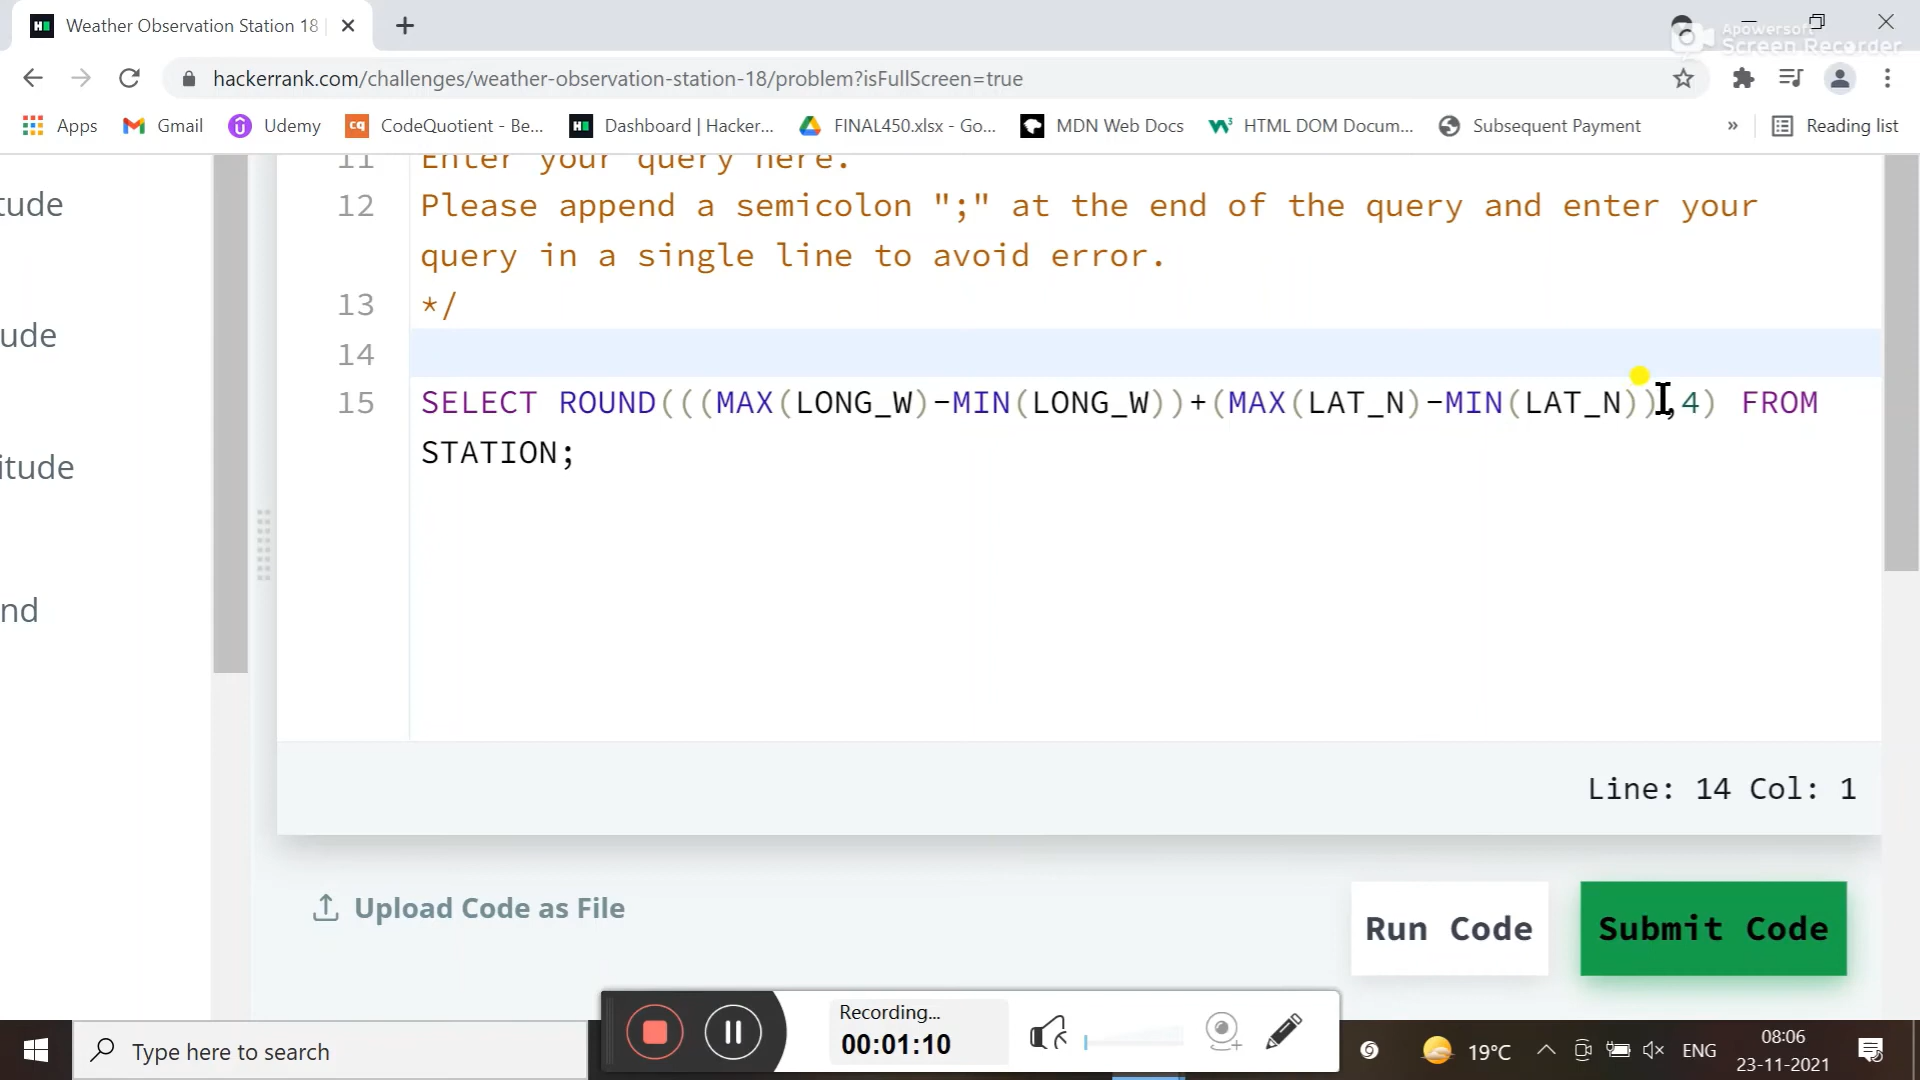 Weather Observation Station 18
Apowersoft
Screen Recorder
hackerrank.com/challenges/weather-observation-station-18/problem?isFullScreen=true
Apps Gmail Udemy CodeQuotient - Be... Dashboard | Hacker... FINAL450.xlsx - Go... MDN Web Docs HTML DOM Docum... Subsequent Payment » Reading list
11 Enter your query here.
12 Please append a semicolon ";" at the end of the query and enter your
query in a single line to avoid error.
13 */
14
15 SELECT ROUND(((MAX(LONG_W)-MIN(LONG_W))+(MAX(LAT_N)-MIN(LAT_N)),4) FROM
STATION;
tude
ude
itude
nd
Line: 14 Col: 1
Upload Code as File
Run Code
Submit Code
Recording...
00:01:10
Type here to search
19°C
ENG
08:06
23-11-2021